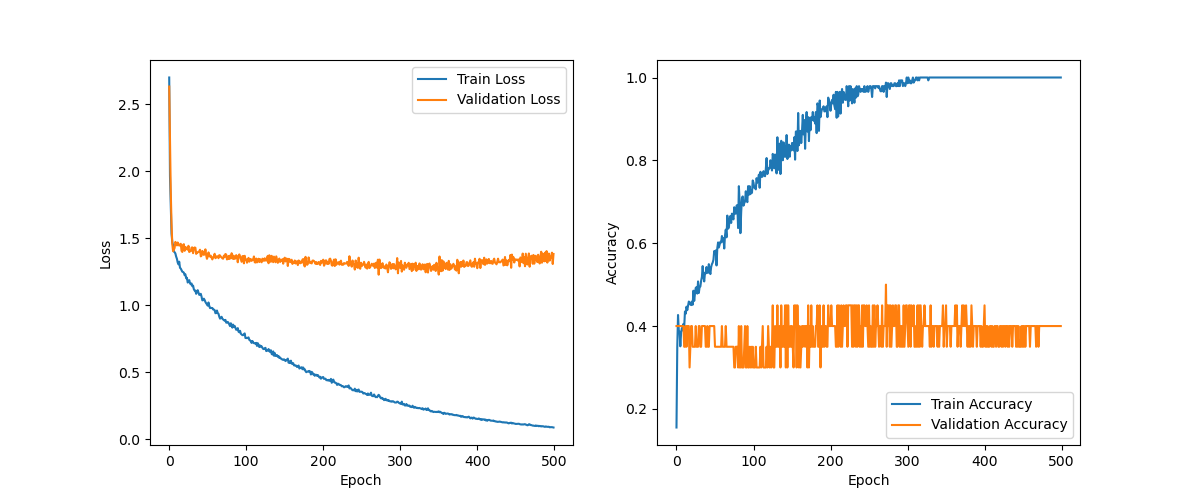 Train Loss
Validation Loss
2.5
2.0
1.5
1.0
0.5
0.0
Loss
0 100 200 300 400 500
Epoch
1.0
0.8
0.6
0.4
0.2
Accuracy
Train Accuracy
Validation Accuracy
0 100 200 300 400 500
Epoch